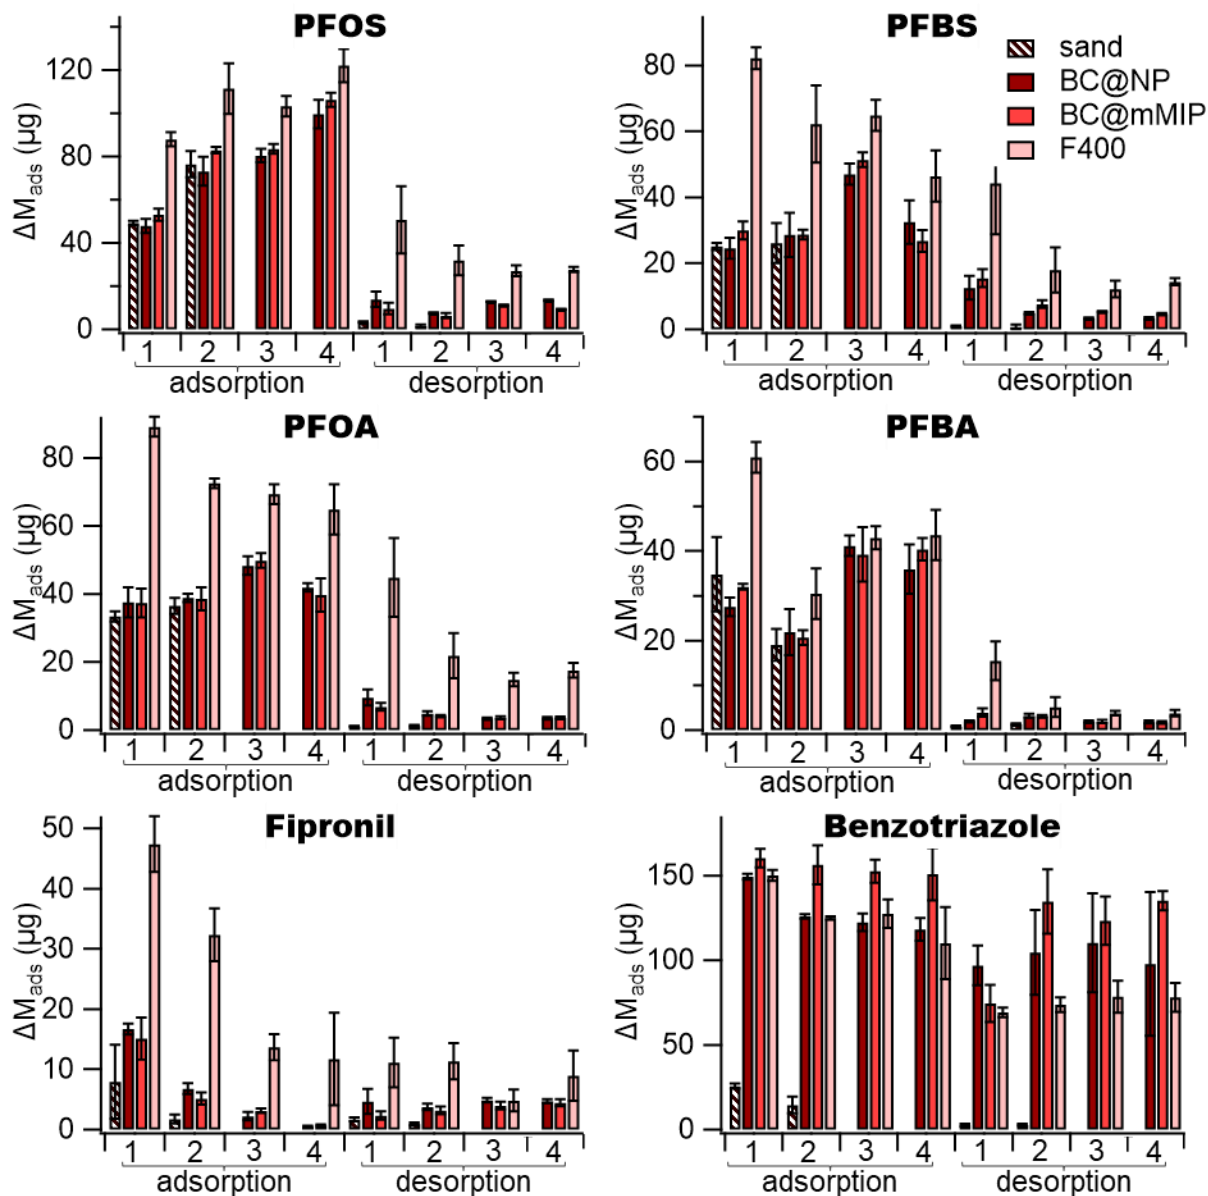 PFOS
120
80
40
0
ΔMads (µg)
1 2 3 4 1 2 3 4
adsorption desorption
PFBS
sand
BC@NP
BC@mMIP
F400
80
60
40
20
0
ΔMads (µg)
1 2 3 4 1 2 3 4
adsorption desorption
PFOA
80
60
40
20
0
ΔMads (µg)
1 2 3 4 1 2 3 4
adsorption desorption
PFBA
60
40
20
0
ΔMads (µg)
1 2 3 4 1 2 3 4
adsorption desorption
Fipronil
50
40
30
20
10
0
ΔMads (µg)
1 2 3 4 1 2 3 4
adsorption desorption
Benzotriazole
150
100
50
0
ΔMads (µg)
1 2 3 4 1 2 3 4
adsorption desorption